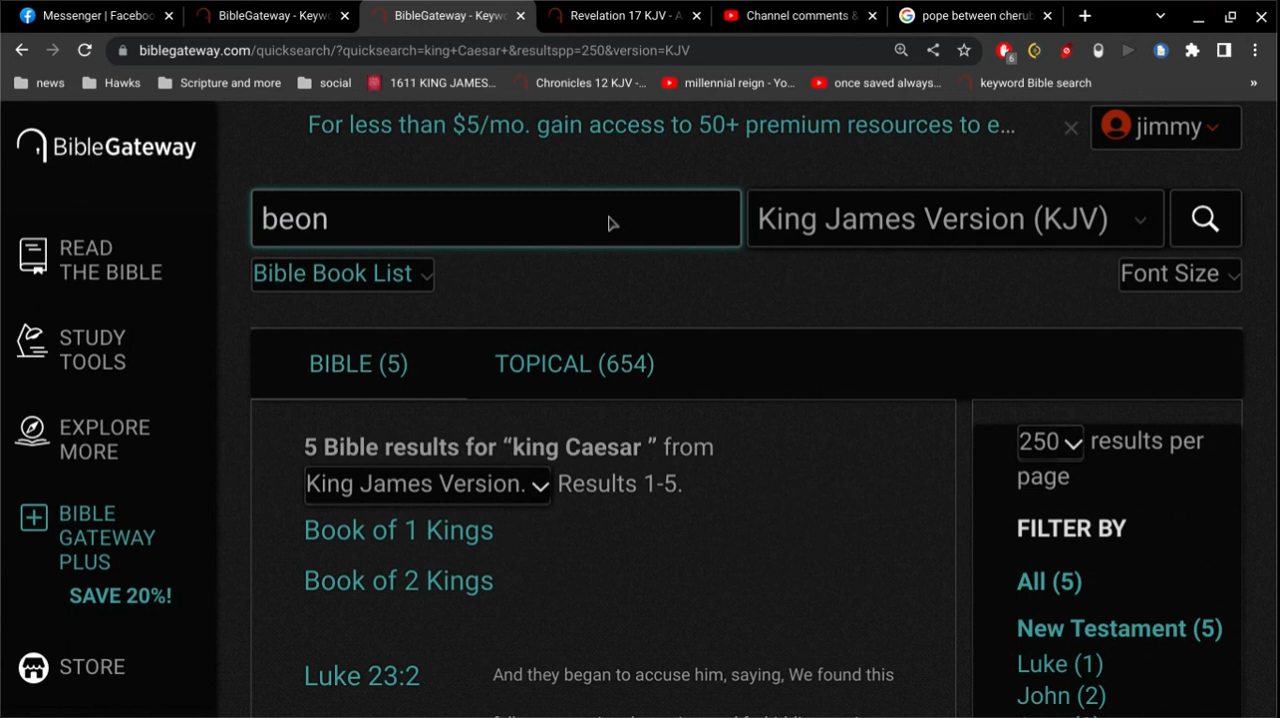 Messenger | Faceboo
BibleGateway - Keyw
BibleGateway - Keyw
Revelation 17 KJV - A
Channel comments &
pope between cherub
biblegateway.com/quicksearch/?quicksearch=king+Caesar+&resultspp=250&version=KJV
6
news
Hawks
Scripture and more
social
1611 KING JAMES...
Chronicles 12 KJV -...
millennial reign - Yo...
once saved always...
keyword Bible search
»
BibleGateway
For less than $5/mo. gain access to 50+ premium resources to e...
jimmy
beon
King James Version (KJV)
Bible Book List
Font Size
READ
THE BIBLE
STUDY
TOOLS
EXPLORE
MORE
BIBLE
GATEWAY
PLUS
SAVE 20%!
STORE
BIBLE (5)
TOPICAL (654)
5 Bible results for “king Caesar ” from
King James Version. Results 1-5.
Book of 1 Kings
Book of 2 Kings
Luke 23:2
And they began to accuse him, saying, We found this
250 results per
page
FILTER BY
All (5)
New Testament (5)
Luke (1)
John (2)